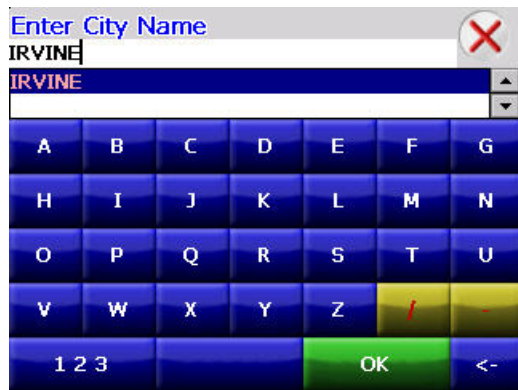 Enter City Name
IRVINE
IRVINE
A B C D E F G
H I J K L M N
O P Q R S T U
V W X Y Z / -
1 2 3 OK <-